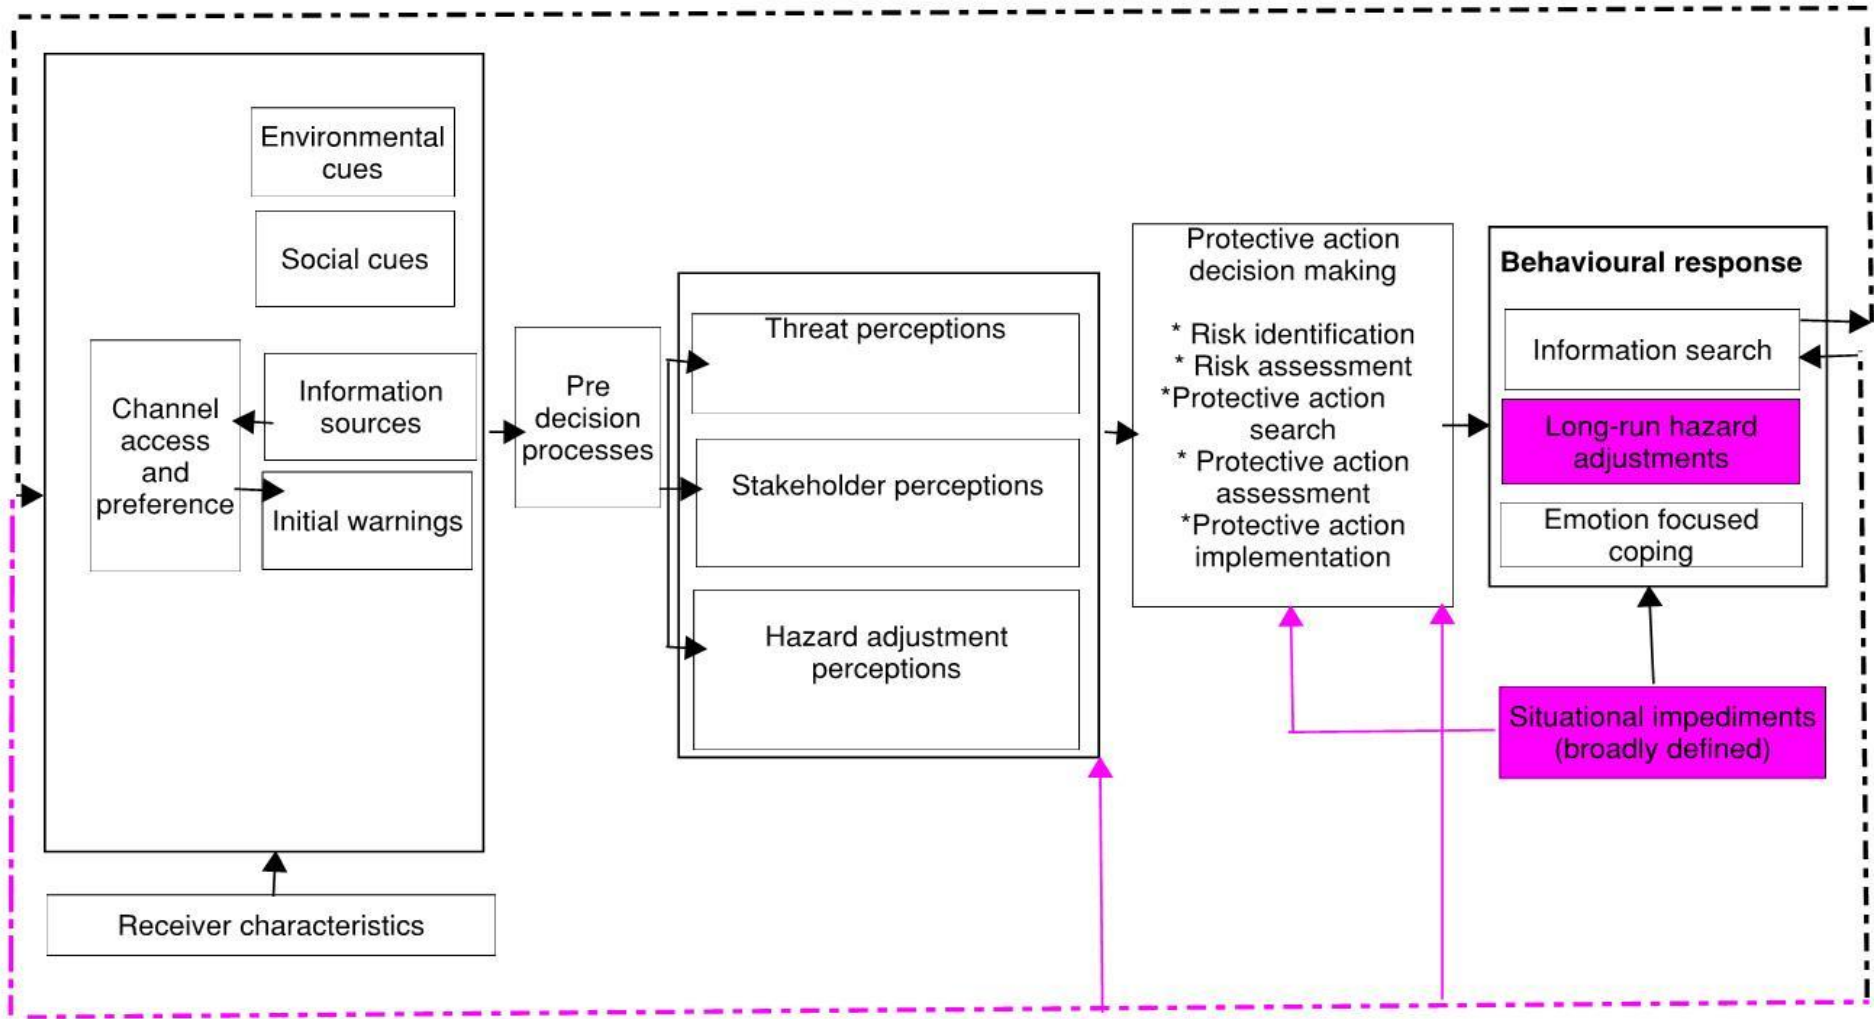 Environmental
cues
Social cues
Channel
access
and
preference
Information
sources
Initial warnings
Receiver characteristics
Pre
decision
processes
Threat perceptions
Stakeholder perceptions
Hazard adjustment
perceptions
Protective action
decision making
* Risk identification
* Risk assessment
*Protective action
search
* Protective action
assessment
*Protective action
implementation
Behavioural response
Information search
Long-run hazard
adjustments
Emotion focused
coping
Situational impediments
(broadly defined)